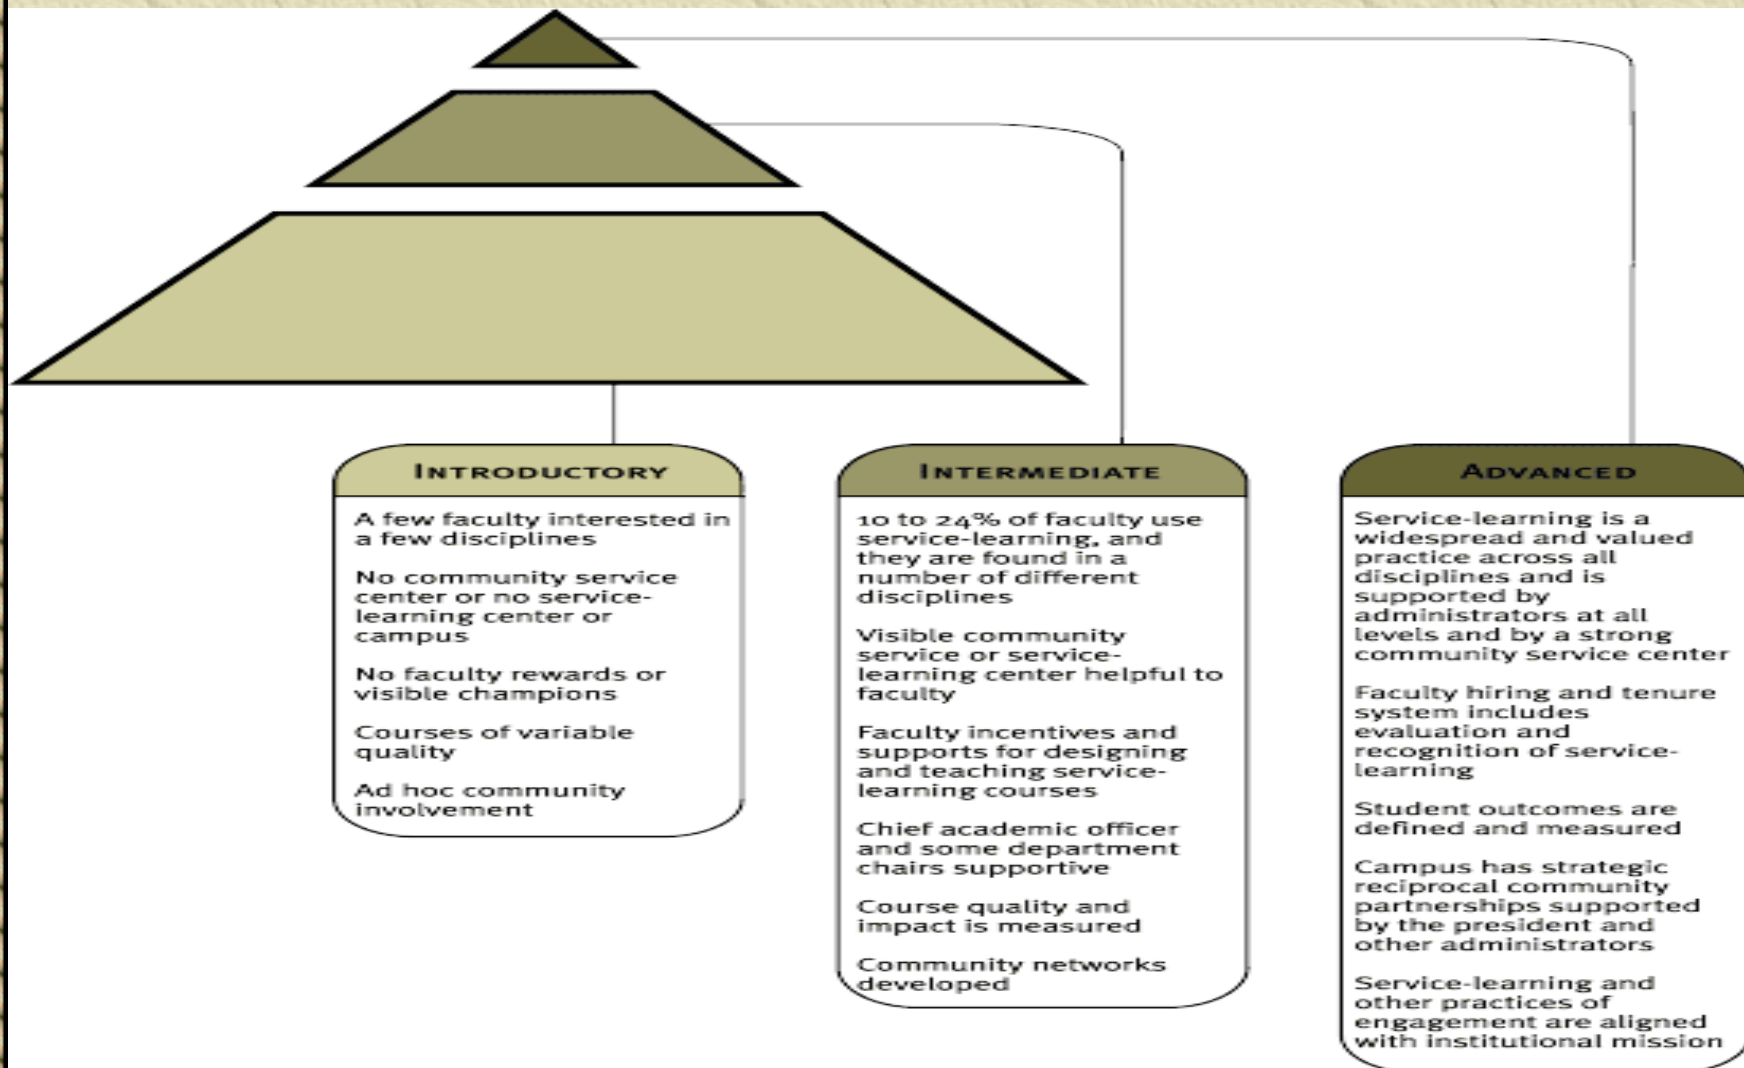 INTRODUCTORY
A few faculty interested in
a few disciplines
No community service
center or no service-
learning center or
campus
No faculty rewards or
visible champions
Courses of variable
quality
Ad hoc community
involvement
INTERMEDIATE
10 to 24% of faculty use
service-learning, and
they are found in a
number of different
disciplines
Visible community
service or service-
learning center helpful to
faculty
Faculty incentives and
supports for designing
and teaching service-
learning courses
Chief academic officer
and some department
chairs supportive
Course quality and
impact is measured
Community networks
developed
ADVANCED
Service-learning is a
widespread and valued
practice across all
disciplines and is
supported by
administrators at all
levels and by a strong
community service center
Faculty hiring and tenure
system includes
evaluation and
recognition of service-
learning
Student outcomes are
defined and measured
Campus has strategic
reciprocal community
partnerships supported
by the president and
other administrators
Service-learning and
other practices of
engagement are aligned
with institutional mission